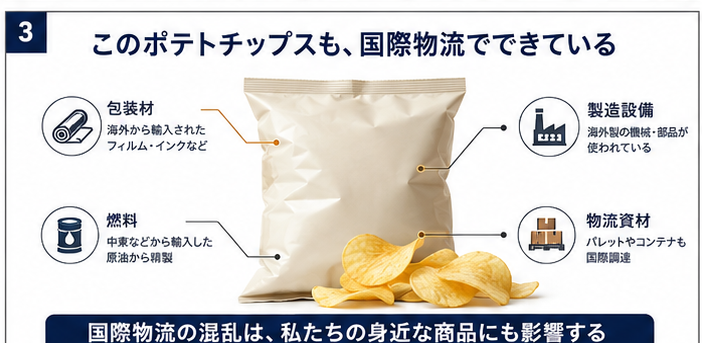 3
このポテトチップスも、国際物流でできている
包装材
海外から輸入された
フィルム・インクなど
製造設備
海外製の機械・部品が
使われている
燃料
中東などから輸入した
原油から精製
物流資材
パレットやコンテナも
国際調達
国際物流の混乱は、私たちの身近な商品にも影響する